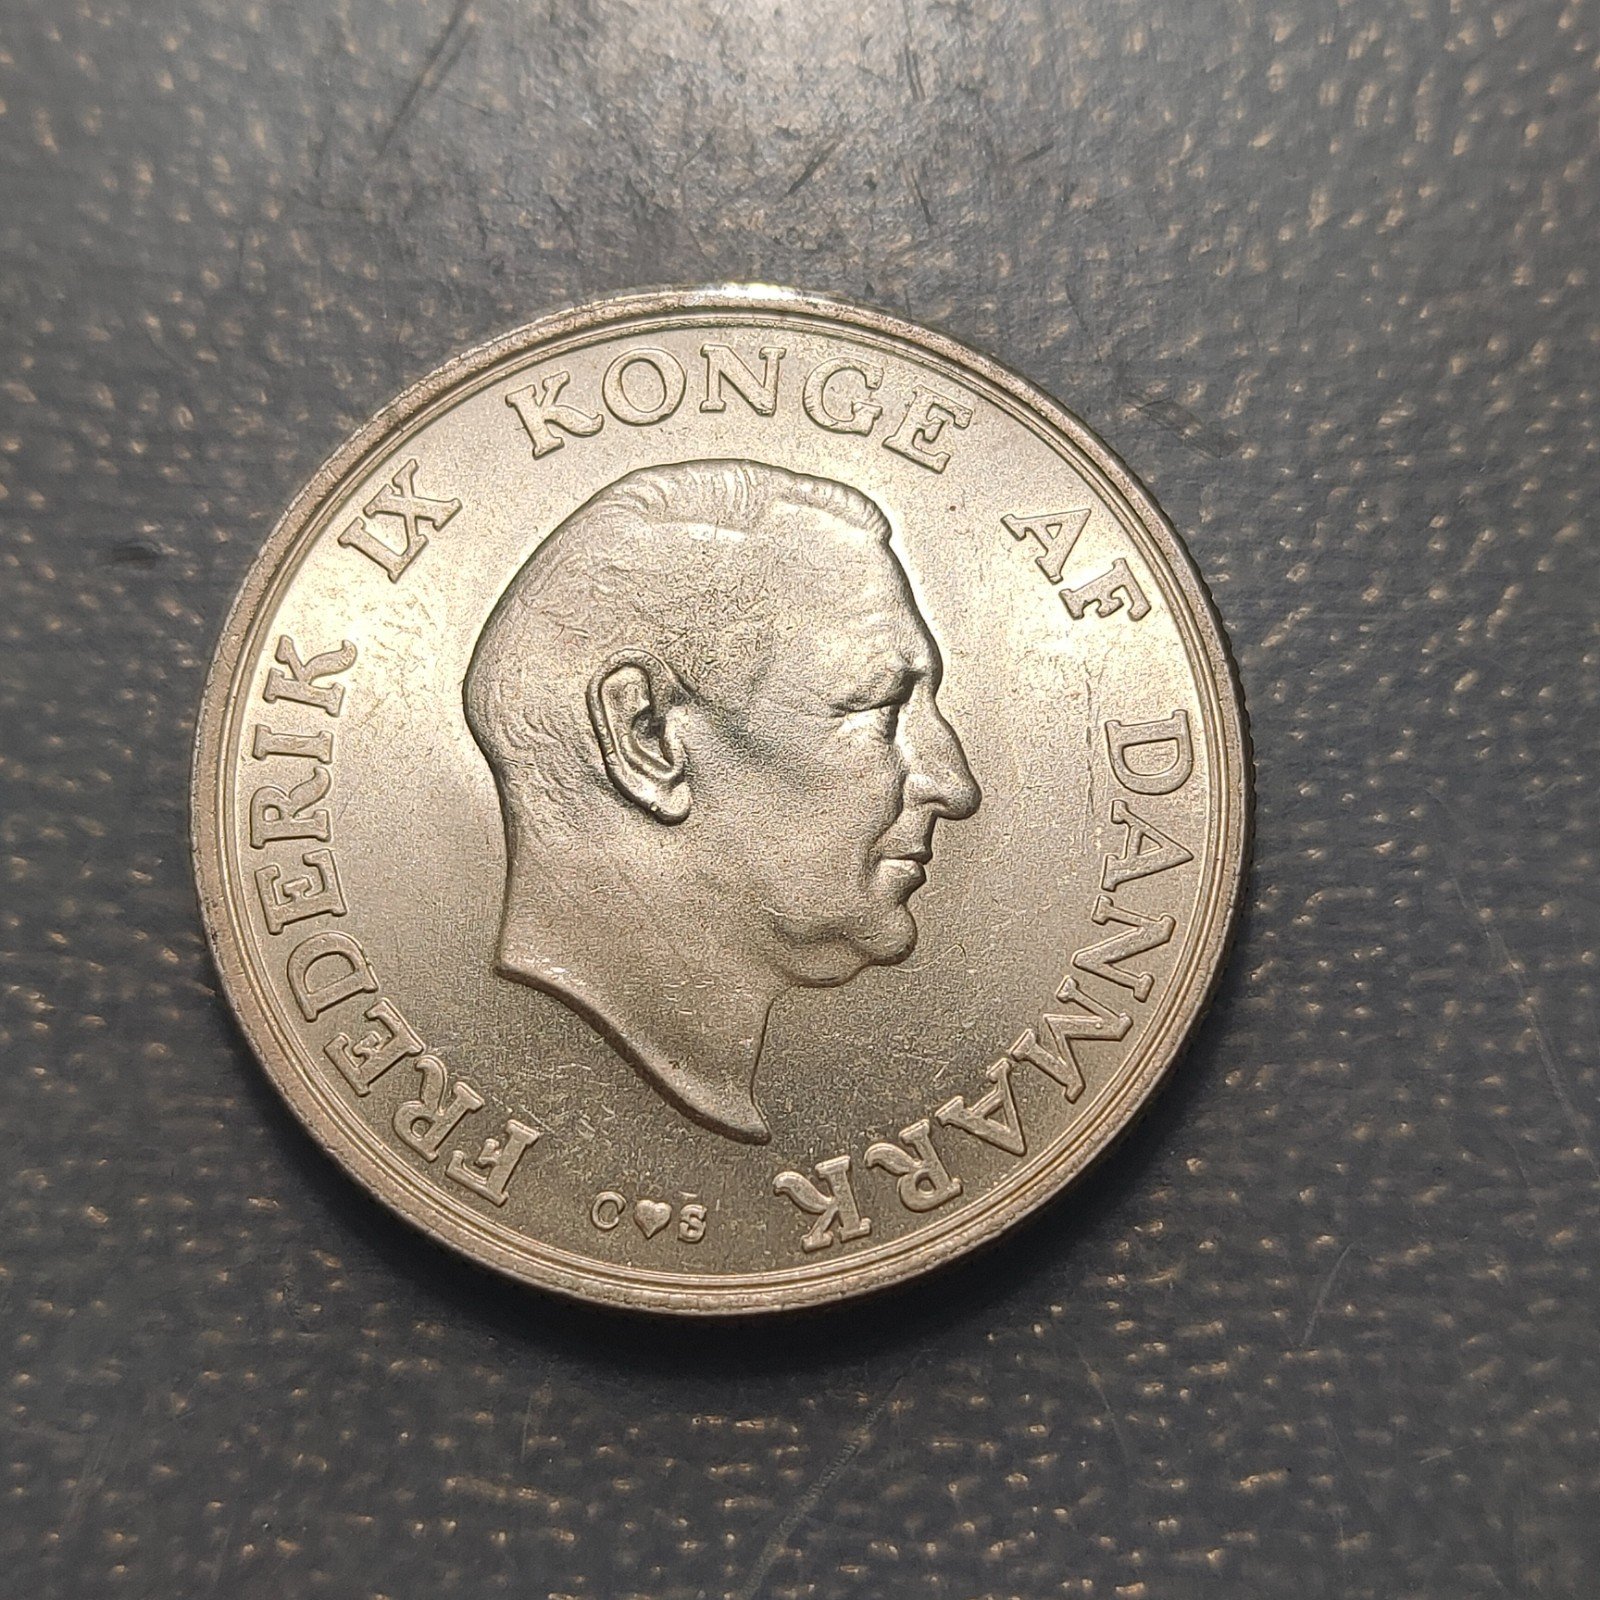 FREDERIK IX KONGE AF DANMARK
C♥S